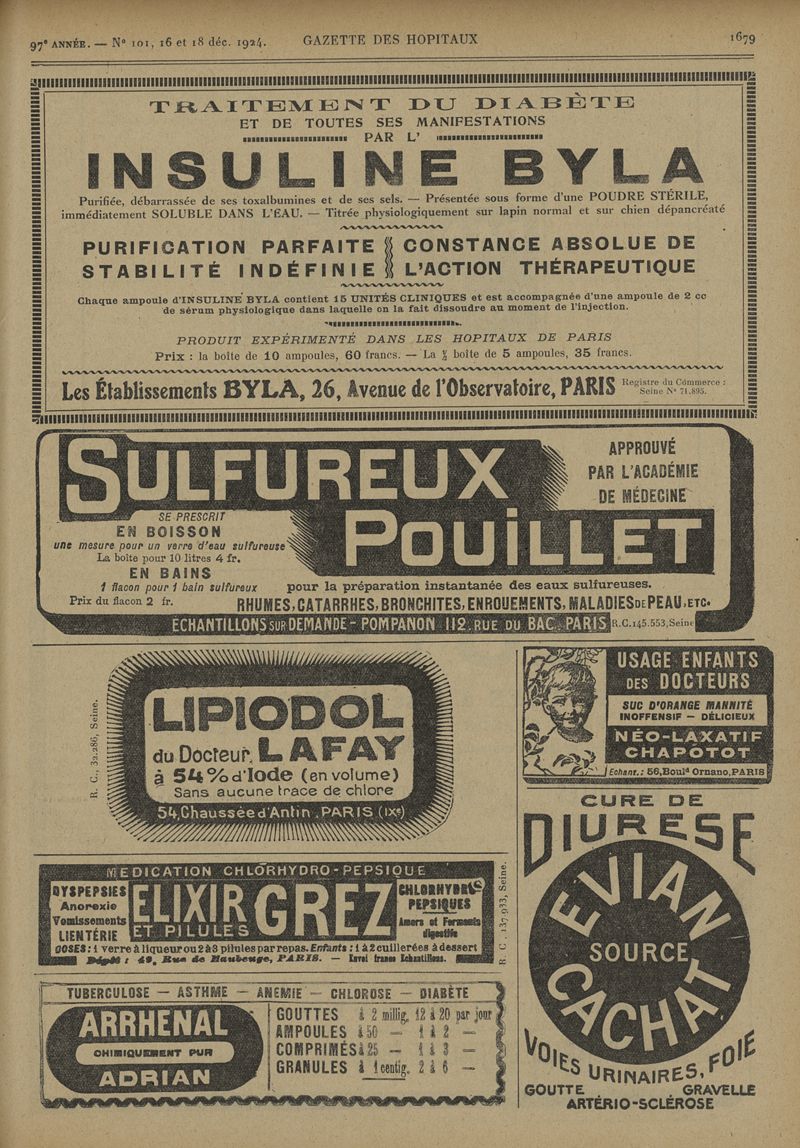 97e ANNÉE. — No 101, 16 et 18 déc. 1924.
GAZETTE DES HOPITAUX
1679
TRAITEMENT DU DIABÈTE
ET DE TOUTES SES MANIFESTATIONS
PAR L'
INSULINE BYLA
Purifiée, débarrassée de ses toxalbumines et de ses sels. — Présentée sous forme d'une POUDRE STÉRILE,
immédiatement SOLUBLE DANS L'EAU. — Titrée physiologiquement sur lapin normal et sur chien dépancréaté
PURIFICATION PARFAITE
STABILITÉ INDÉFINIE
CONSTANCE ABSOLUE DE
L'ACTION THÉRAPEUTIQUE
Chaque ampoule d'INSULINE BYLA contient 15 UNITÉS CLINIQUES et est accompagnée d'une ampoule de 2 cc
de sérum physiologique dans laquelle on la fait dissoudre au moment de l'injection.
PRODUIT EXPÉRIMENTÉ DANS LES HOPITAUX DE PARIS
Prix : la boîte de 10 ampoules, 60 francs. — La ½ boîte de 5 ampoules, 35 francs.
Les Établissements BYLA, 26, Avenue de l'Observatoire, PARIS
Registre du Commerce :
Seine No 71.895.
SULFUREUX
POUILLET
APPROUVÉ
PAR L'ACADÉMIE
DE MÉDECINE
SE PRESCRIT
EN BOISSON
une mesure pour un verre d'eau sulfureuse
La boîte pour 10 litres 4 fr.
EN BAINS
1 flacon pour 1 bain sulfureux
Prix du flacon 2 fr.
pour la préparation instantanée des eaux sulfureuses.
RHUMES, CATARRHES, BRONCHITES, ENROUEMENTS, MALADIES DE PEAU, ETC.
ECHANTILLONS SUR DEMANDE - POMPANON 112, RUE DU BAC, PARIS R.C. 145.553, Seine
R. C., 32.286, Seine.
LIPIODOL
du Docteur LAFAY
à 54 % d'Iode (en volume)
Sans aucune trace de chlore
54, Chaussée d'Antin, PARIS (IXe)
USAGE ENFANTS
DES DOCTEURS
SUC D'ORANGE MANNITÉ
INOFFENSIF — DÉLICIEUX
NÉO-LAXATIF
CHAPOTOT
Echant.: 56, Bould Ornano, PARIS
MEDICATION CHLORHYDRO-PEPSIQUE
DYSPEPSIES
Anorexie
Vomissements
LIENTÉRIE
ELIXIR GREZ
ET PILULES
CHLORHYDRO
PEPSIQUES
Amers et Ferments
digestifs
DOSES : 1 verre à liqueur ou 2 à 3 pilules par repas. Enfants : 1 à 2 cuillerées à dessert
Dépôt : 49, Rue de Maubeuge, PARIS. — Envoi franco Echantillons.
R. C. 137.933, Seine.
CURE DE
DIURESE
EVIAN
SOURCE
CACHAT
VOIES URINAIRES, FOIE
GOUTTE GRAVELLE
ARTÉRIO-SCLÉROSE
TUBERCULOSE — ASTHME — ANEMIE — CHLOROSE — DIABÈTE
ARRHENAL
CHIMIQUEMENT PUR
ADRIAN
GOUTTES à 2 millig. 12 à 20 par jour
AMPOULES à 50 — 1 à 2 —
COMPRIMÉS à 25 — 1 à 3 —
GRANULES à 1 centig. 2 à 6 —